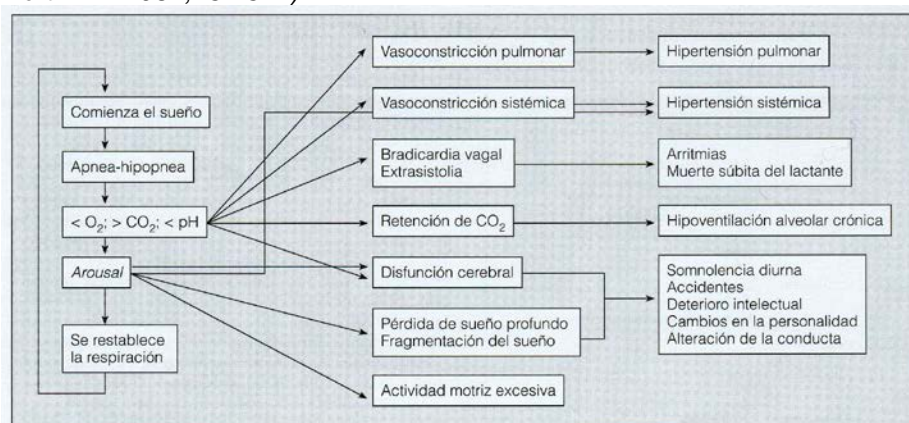 Comienza el sueño
Apnea-hipopnea
< O₂; > CO₂; < pH
Arousal
Se restablece
la respiración
Vasoconstricción pulmonar
Vasoconstricción sistémica
Bradicardia vagal
Extrasistolia
Retención de CO₂
Disfunción cerebral
Pérdida de sueño profundo
Fragmentación del sueño
Actividad motriz excesiva
Hipertensión pulmonar
Hipertensión sistémica
Arritmias
Muerte súbita del lactante
Hipoventilación alveolar crónica
Somnolencia diurna
Accidentes
Deterioro intelectual
Cambios en la personalidad
Alteración de la conducta